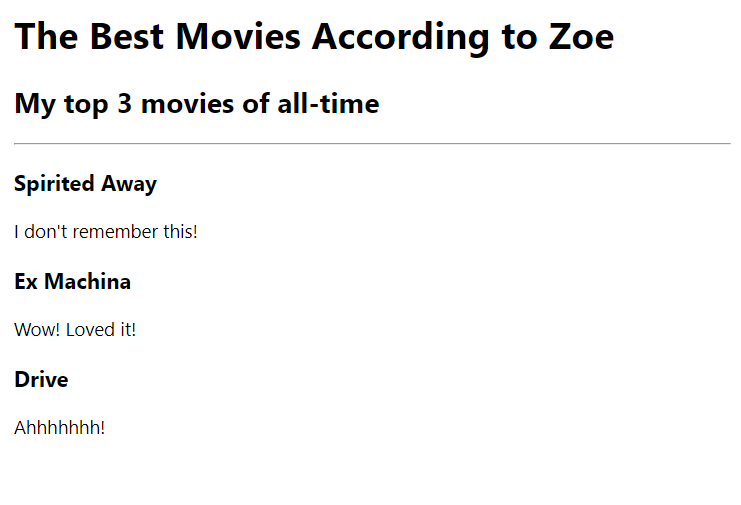 The Best Movies According to Zoe
My top 3 movies of all-time
Spirited Away
I don't remember this!
Ex Machina
Wow! Loved it!
Drive
Ahhhhhhh!